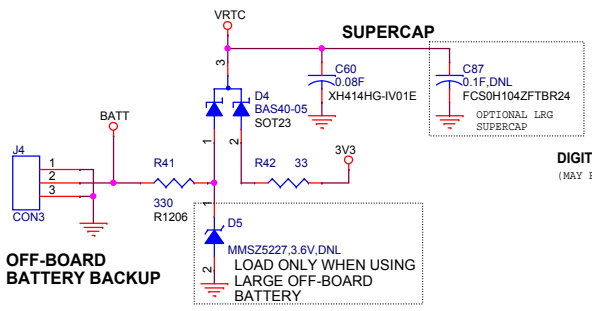 VRTC
SUPERCAP
3
C60
0.08F
XH414HG-IV01E
C87
0.1F,DNL
FCS0H104ZFTBR24
OPTIONAL LRG
SUPERCAP
D4
BAS40-05
SOT23
1
2
BATT
J4
1
2
3
CON3
R41
330
R1206
R42
33
3V3
DIGIT
(MAY
1
D5
MMSZ5227,3.6V,DNL
2
LOAD ONLY WHEN USING
LARGE OFF-BOARD
BATTERY
OFF-BOARD
BATTERY BACKUP